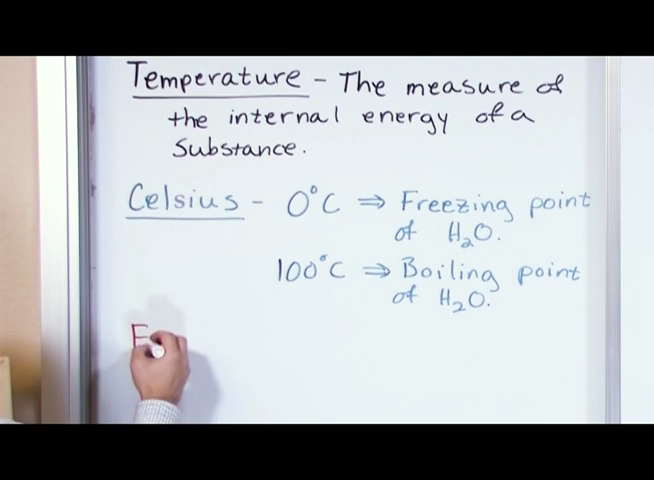 Temperature - The measure of
the internal energy of a
Substance.
Celsius - 0°C ⇒ Freezing point
of H₂O.
100°C ⇒ Boiling point
of H₂O.
F